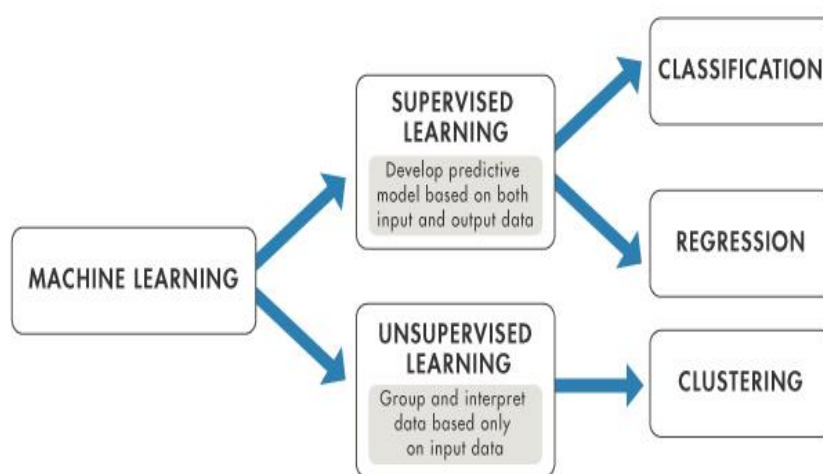 MACHINE LEARNING
SUPERVISED
LEARNING
Develop predictive
model based on both
input and output data
CLASSIFICATION
REGRESSION
UNSUPERVISED
LEARNING
Group and interpret
data based only
on input data
CLUSTERING